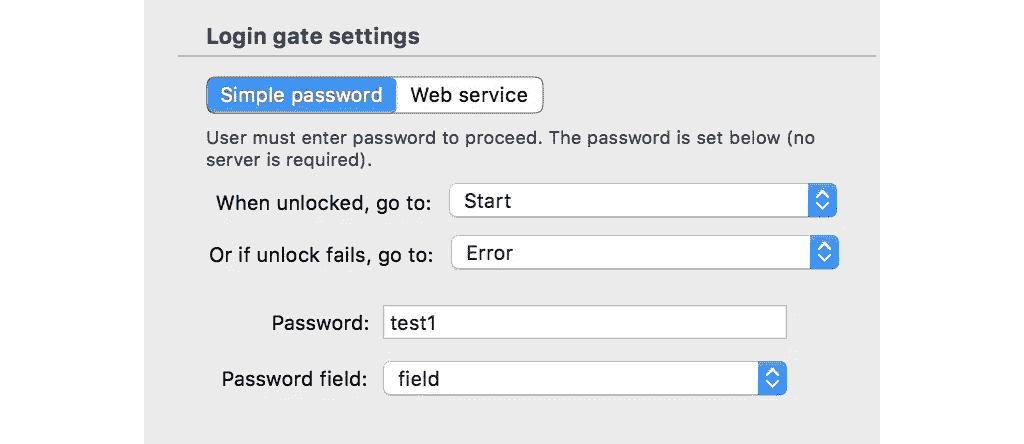 Login gate settings
Simple password Web service
User must enter password to proceed. The password is set below (no
server is required).
When unlocked, go to: Start
Or if unlock fails, go to: Error
Password: test1
Password field: field